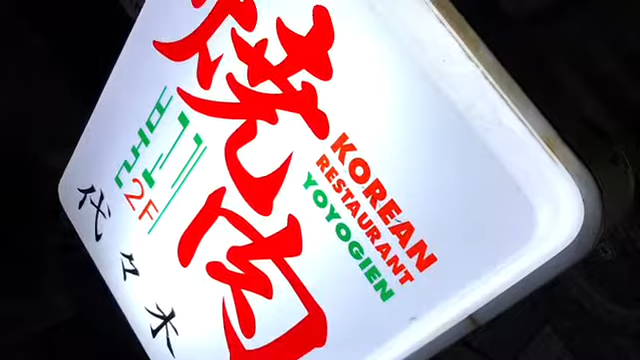 焼肉
KOREAN
RESTAURANT
YOYOGIEN
2F
代々木